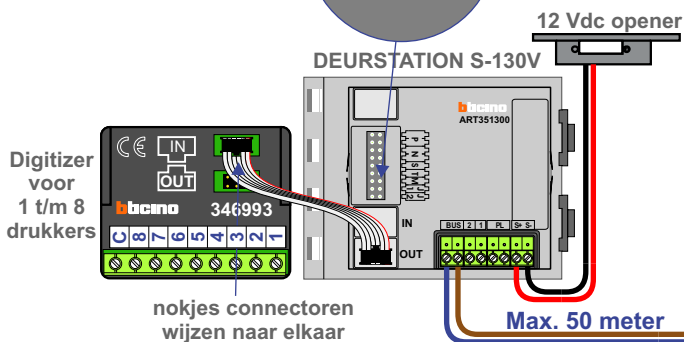 12 Vdc opener
DEURSTATION S-130V
bticino
ART351300
P N S T M J1 J2
IN
OUT
BUS 2 1 PL S+ S-
Digitizer
voor
1 t/m 8
drukkers
CE IN
OUT
bticino 346993
C 8 7 6 5 4 3 2 1
nokjes connectoren
wijzen naar elkaar
Max. 50 meter